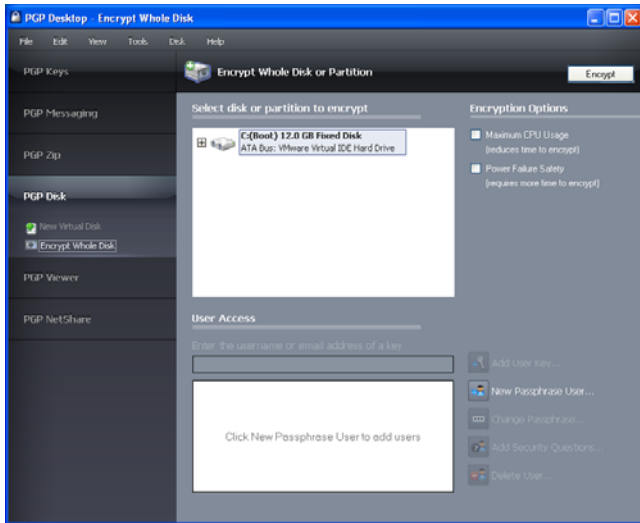 PGP Desktop - Encrypt Whole Disk
File Edit View Tools Disk Help
PGP Keys
Encrypt Whole Disk or Partition
Encrypt
PGP Messaging
PGP Zip
PGP Disk
New Virtual Disk
Encrypt Whole Disk
PGP Viewer
PGP NetShare
Select disk or partition to encrypt
C:(Boot) 12.0 GB Fixed Disk
ATA Bus: VMware Virtual IDE Hard Drive
Encryption Options
Maximum CPU Usage
(reduces time to encrypt)
Power Failure Safety
(requires more time to encrypt)
User Access
Enter the username or email address of a key
Click New Passphrase User to add users
Add User Key...
New Passphrase User...
Change Passphrase...
Add Security Questions...
Delete User...